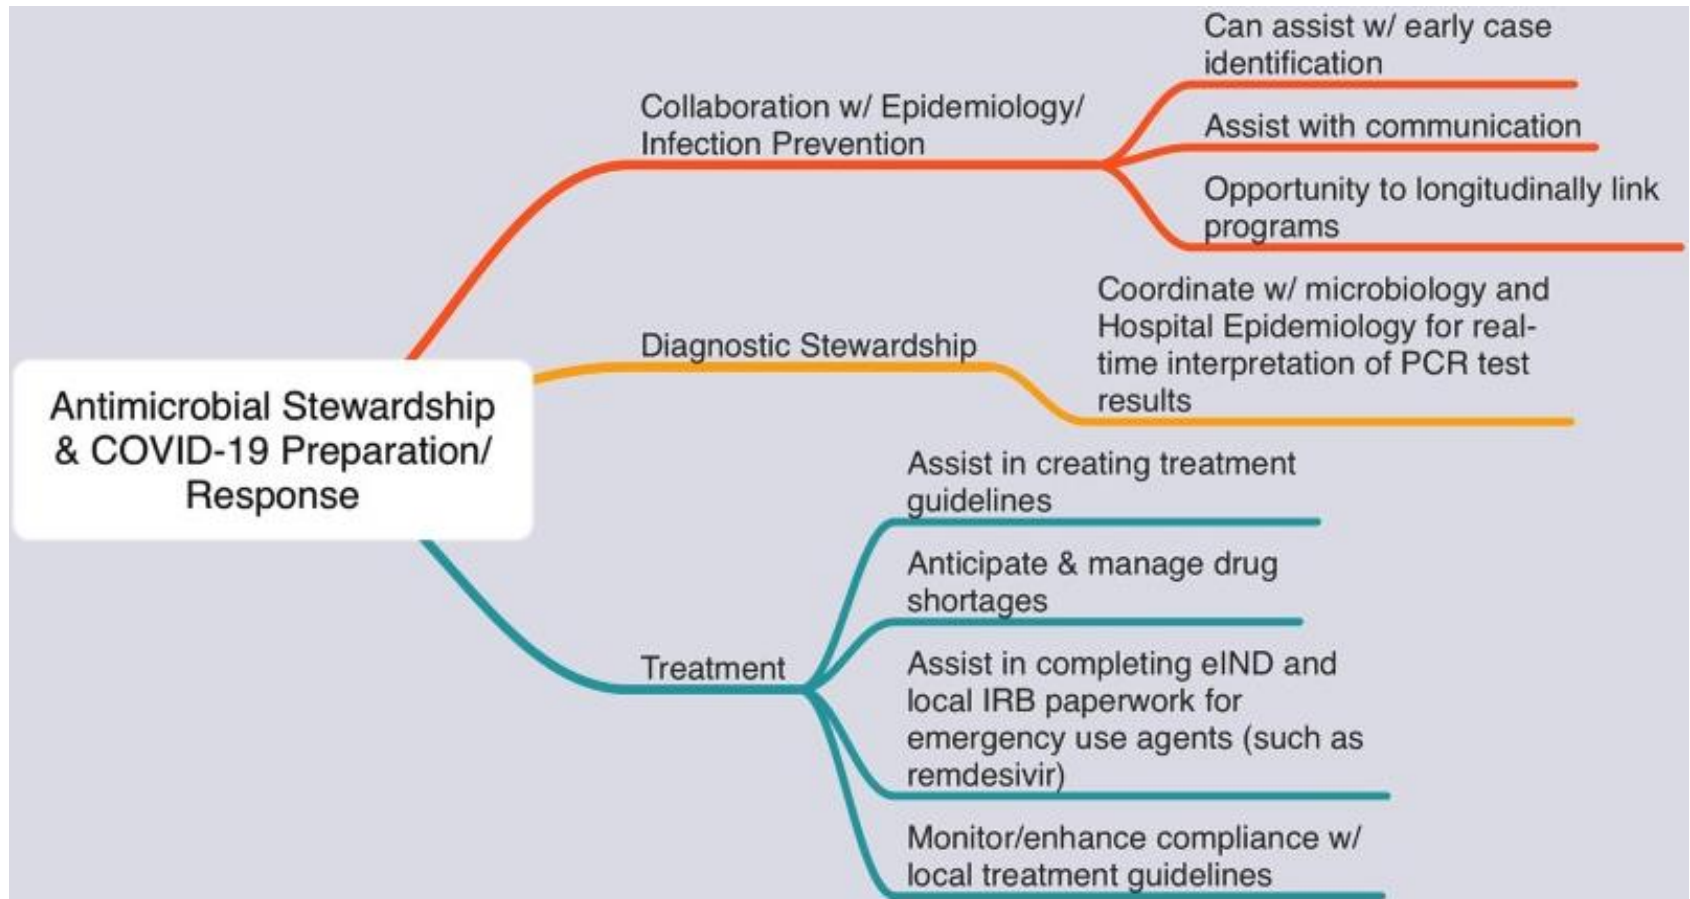 Antimicrobial Stewardship
& COVID-19 Preparation/
Response
Collaboration w/ Epidemiology/
Infection Prevention
Can assist w/ early case
identification
Assist with communication
Opportunity to longitudinally link
programs
Diagnostic Stewardship
Coordinate w/ microbiology and
Hospital Epidemiology for real-
time interpretation of PCR test
results
Treatment
Assist in creating treatment
guidelines
Anticipate & manage drug
shortages
Assist in completing eIND and
local IRB paperwork for
emergency use agents (such as
remdesivir)
Monitor/enhance compliance w/
local treatment guidelines